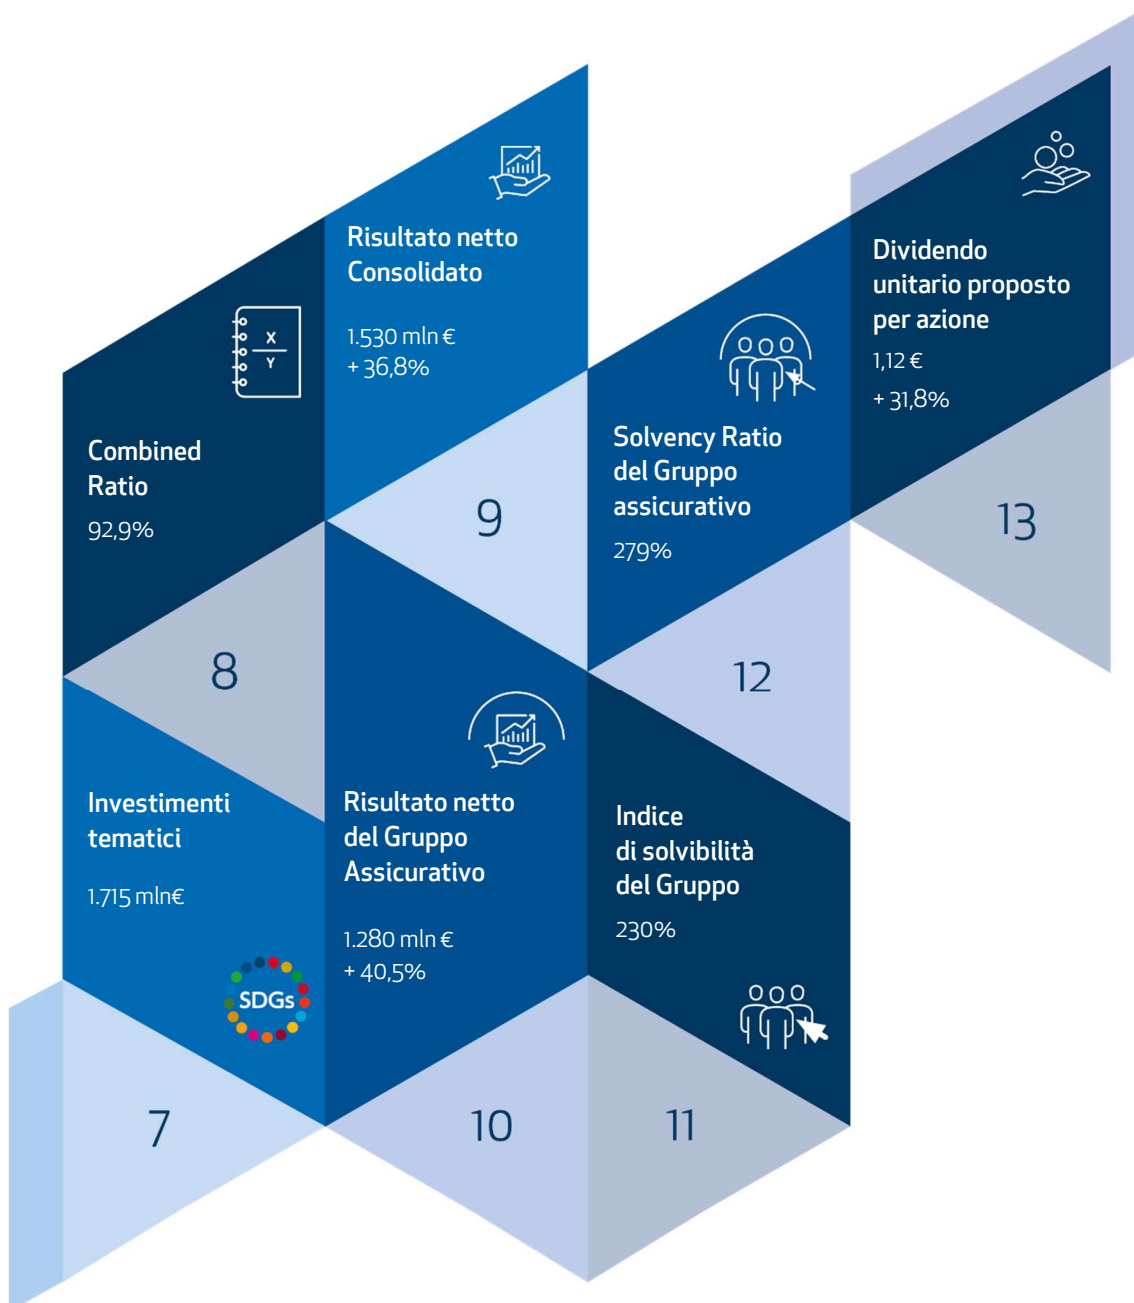 Investimenti
tematici
1.715 mln€
SDGs
7
Combined
Ratio
92,9%
X
Y
8
Risultato netto
Consolidato
1.530 mln €
+ 36,8%
9
Risultato netto
del Gruppo
Assicurativo
1.280 mln €
+ 40,5%
10
Indice
di solvibilità
del Gruppo
230%
11
Solvency Ratio
del Gruppo
assicurativo
279%
12
Dividendo
unitario proposto
per azione
1,12 €
+ 31,8%
13